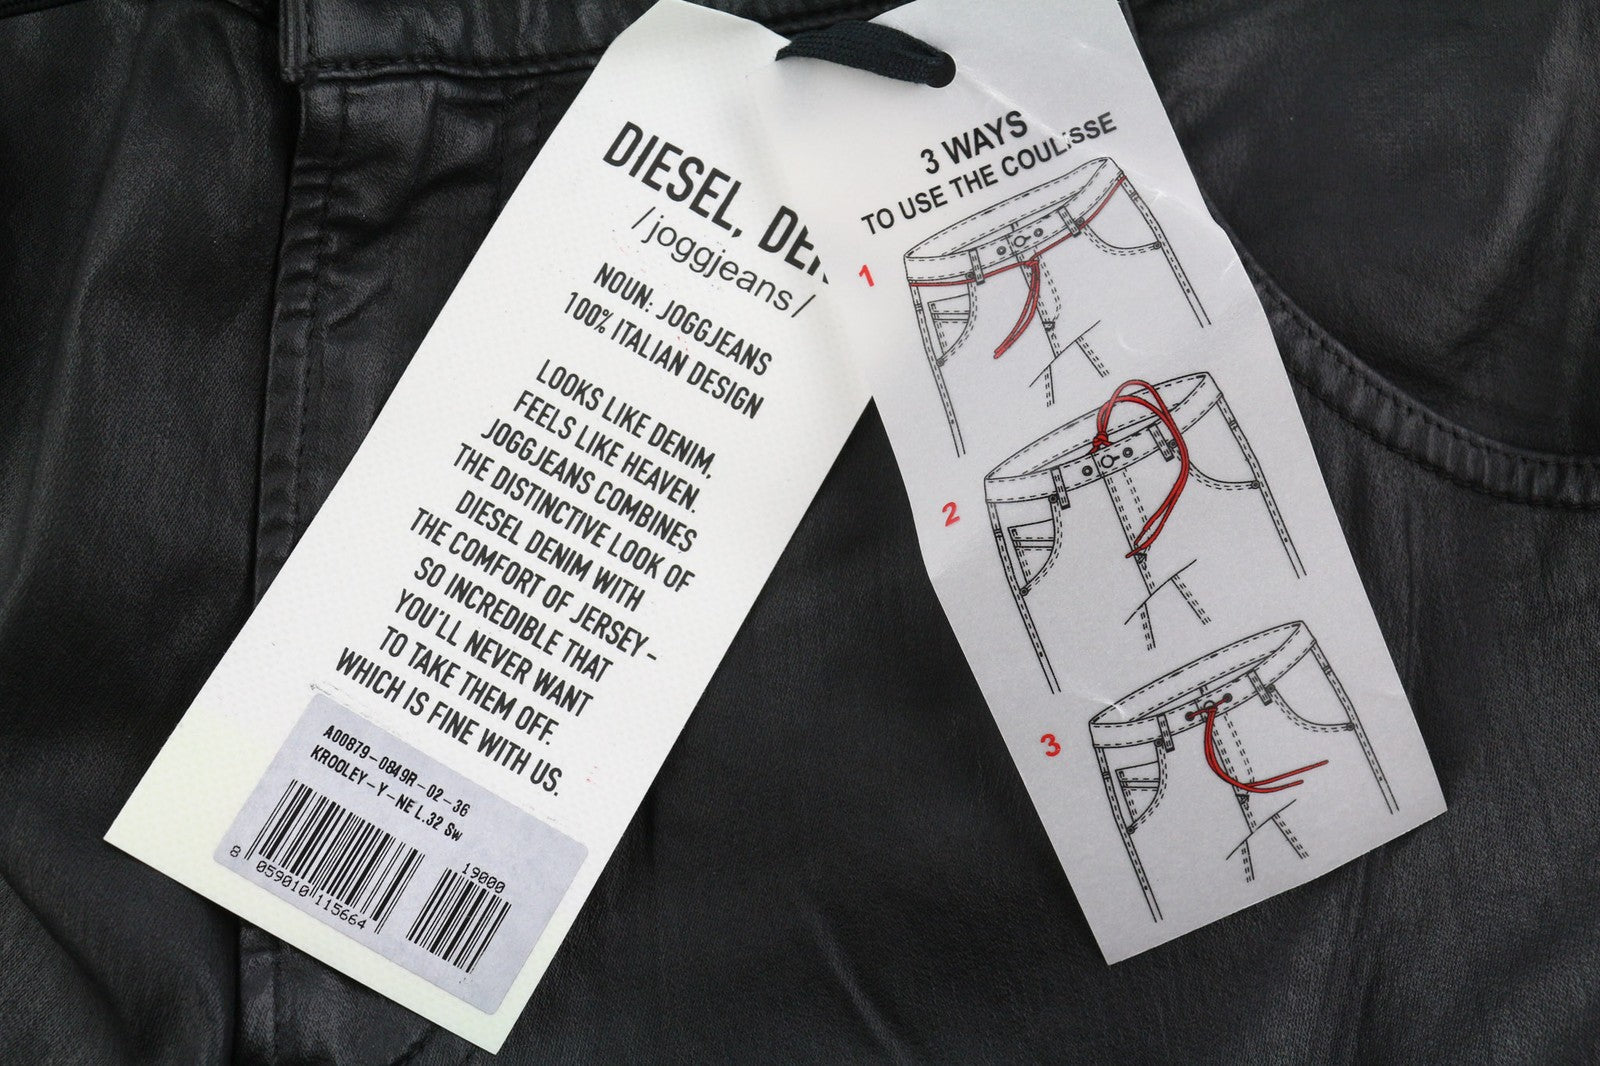 DIESEL, DEN
/joggjeans/
NOUN: JOGGJEANS
100% ITALIAN DESIGN
LOOKS LIKE DENIM,
FEELS LIKE HEAVEN.
JOGGJEANS COMBINES
THE DISTINCTIVE LOOK OF
DIESEL DENIM WITH
THE COMFORT OF JERSEY -
SO INCREDIBLE THAT
YOU'LL NEVER WANT
TO TAKE THEM OFF.
WHICH IS FINE WITH US.
A00879-0849R-02-36
KROOLEY-Y-NE L.32 SW
19000
8 059010 115664
3 WAYS
TO USE THE COULISSE
1
2
3